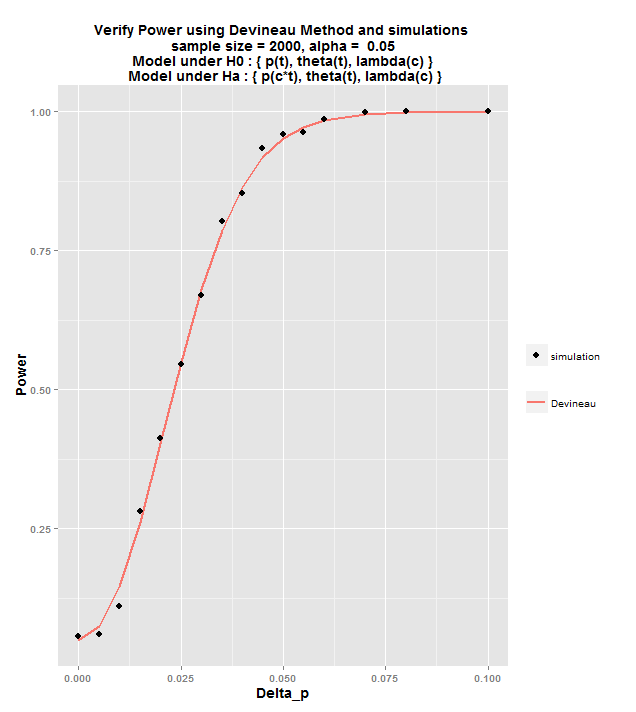 Verify Power using Devineau Method and simulations
sample size = 2000, alpha =  0.05
Model under H0 : { p(t), theta(t), lambda(c) }
Model under Ha : { p(c*t), theta(t), lambda(c) }
1.00
0.75
0.50
0.25
Power
0.000
0.025
0.050
0.075
0.100
Delta_p
simulation
Devineau